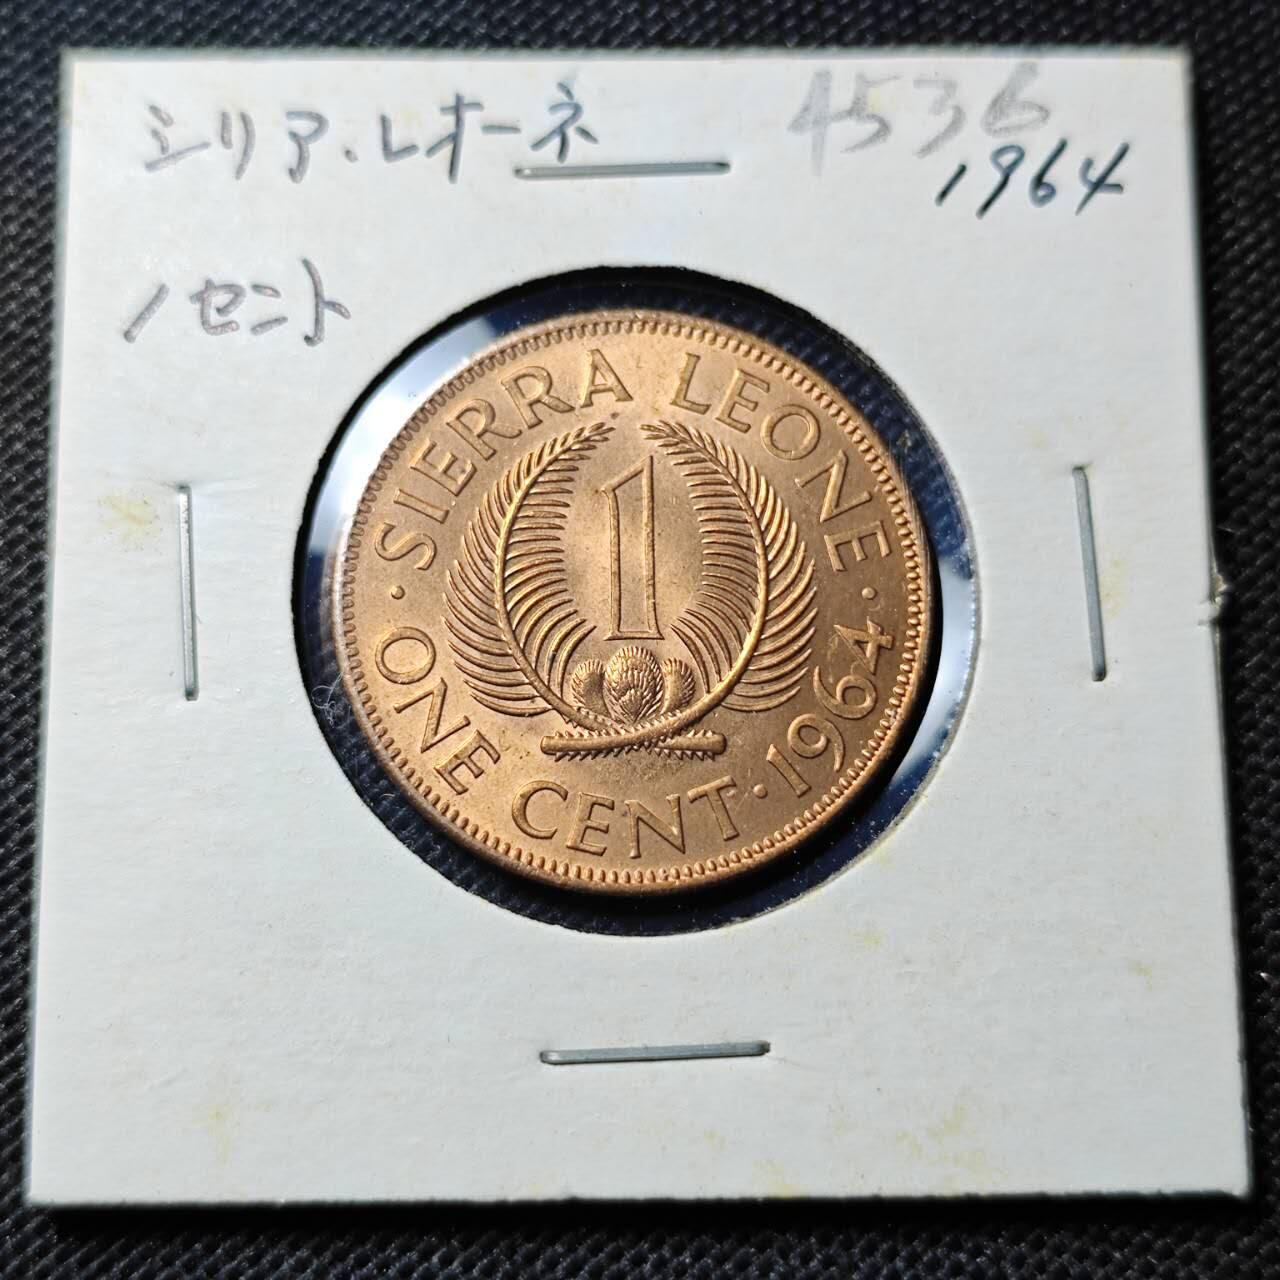 シリア・レオーネ 4536
1964
1セント
SIERRA LEONE
1
ONE CENT · 1964